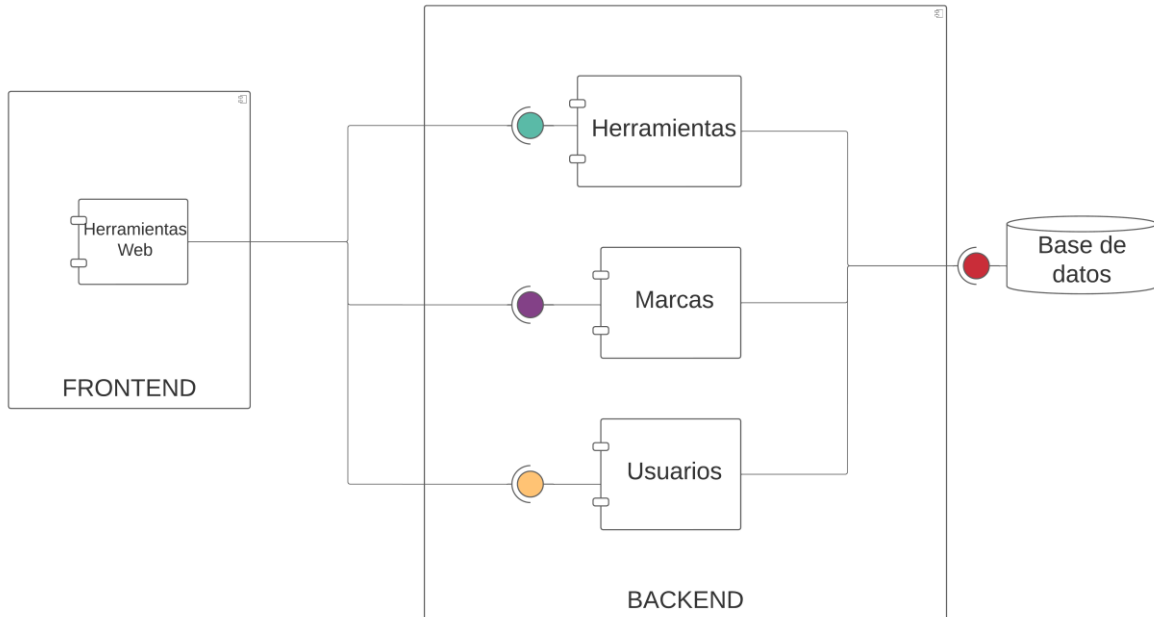 Herramientas
Herramientas
Web
Marcas
Base de
datos
FRONTEND
Usuarios
BACKEND